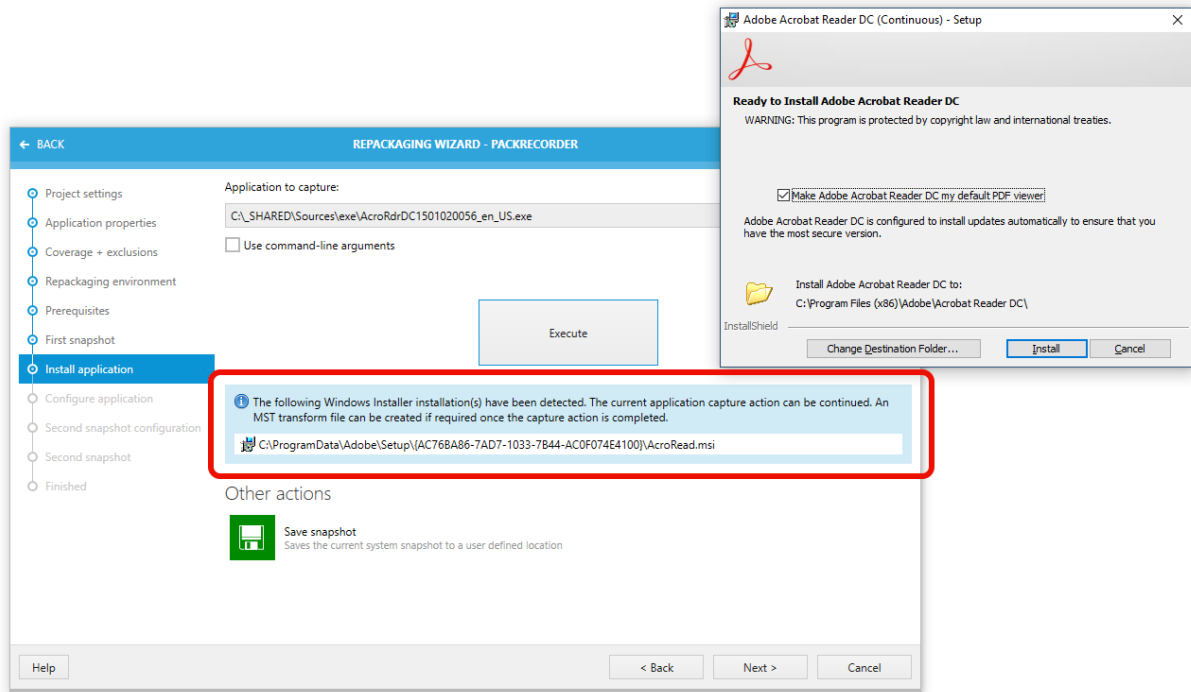 Adobe Acrobat Reader DC (Continuous) - Setup
Ready to Install Adobe Acrobat Reader DC
WARNING: This program is protected by copyright law and international treaties.
Make Adobe Acrobat Reader DC my default PDF viewer
Adobe Acrobat Reader DC is configured to install updates automatically to ensure that you
have the most secure version.
Install Adobe Acrobat Reader DC to:
C:\Program Files (x86)\Adobe\Acrobat Reader DC\
InstallShield
Change Destination Folder...
Install
Cancel
BACK
REPACKAGING WIZARD - PACKRECORDER
Project settings
Application properties
Coverage + exclusions
Repackaging environment
Prerequisites
First snapshot
Install application
Configure application
Second snapshot configuration
Second snapshot
Finished
Application to capture:
C:\_SHARED\Sources\exe\AcroRdrDC1501020056_en_US.exe
Use command-line arguments
Execute
The following Windows Installer installation(s) have been detected. The current application capture action can be continued. An
MST transform file can be created if required once the capture action is completed.
C:\ProgramData\Adobe\Setup\{AC76BA86-7AD7-1033-7B44-AC0F074E4100}\AcroRead.msi
Other actions
Save snapshot
Saves the current system snapshot to a user defined location
Help
< Back
Next >
Cancel